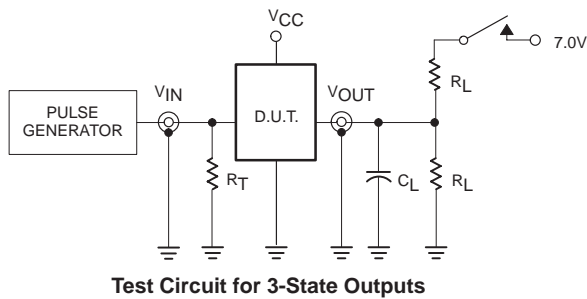 VCC
7.0V
RL
VIN
VOUT
PULSE
GENERATOR
D.U.T.
RT
CL
RL
Test Circuit for 3-State Outputs